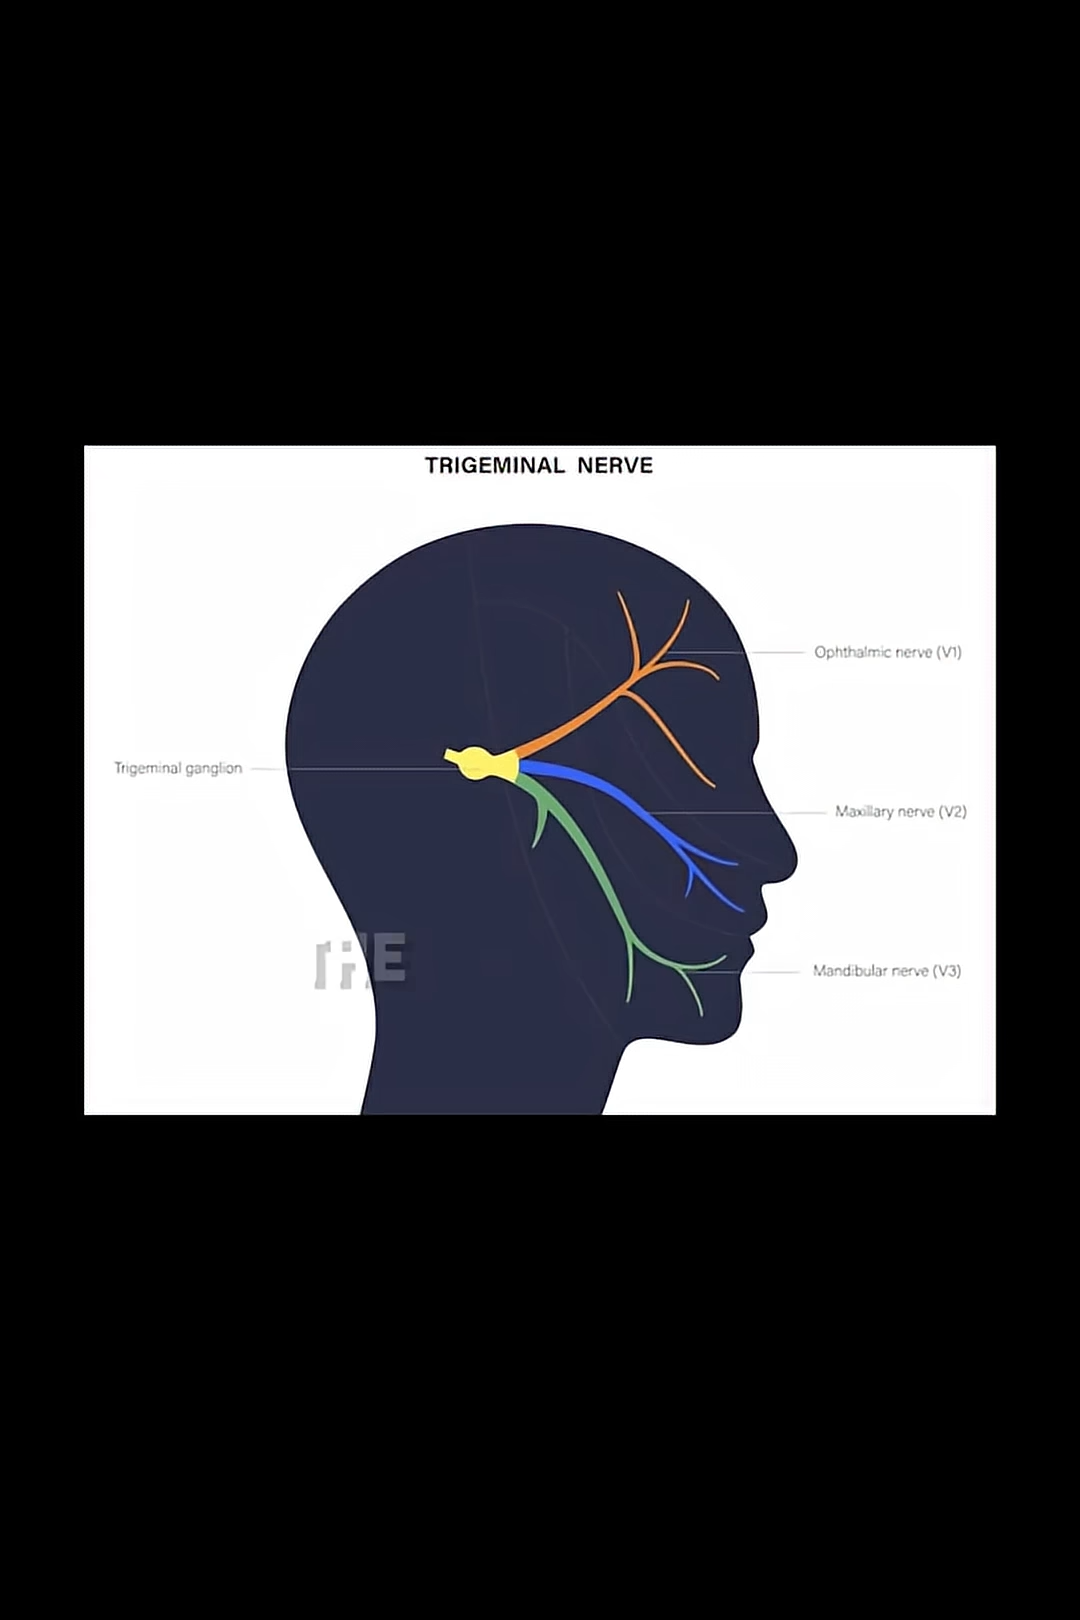 TRIGEMINAL NERVE
Ophthalmic nerve (V1)
Trigeminal ganglion
Maxillary nerve (V2)
Mandibular nerve (V3)